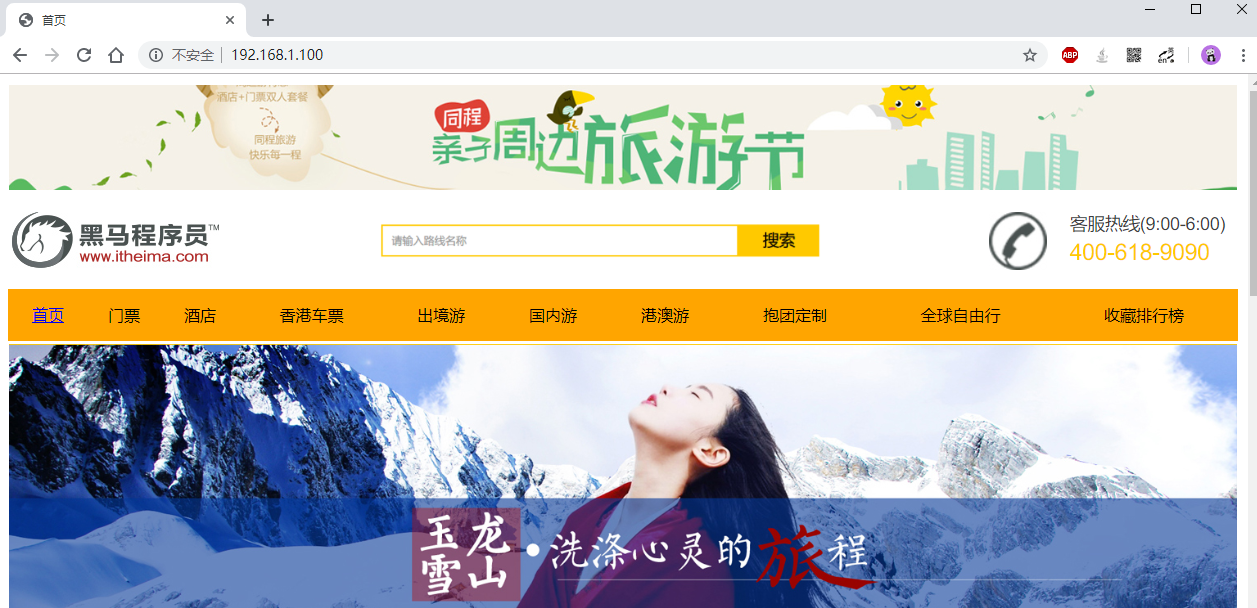 首页
不安全 192.168.1.100
ABP
en
酒店+门票双人套餐
同程旅游
快乐每一程
同程
亲子周边旅游节
黑马程序员™
www.itheima.com
请输入路线名称
搜索
客服热线(9:00-6:00)
400-618-9090
首页 门票 酒店 香港车票 出境游 国内游 港澳游 抱团定制 全球自由行 收藏排行榜
玉龙雪山·洗涤心灵的旅程